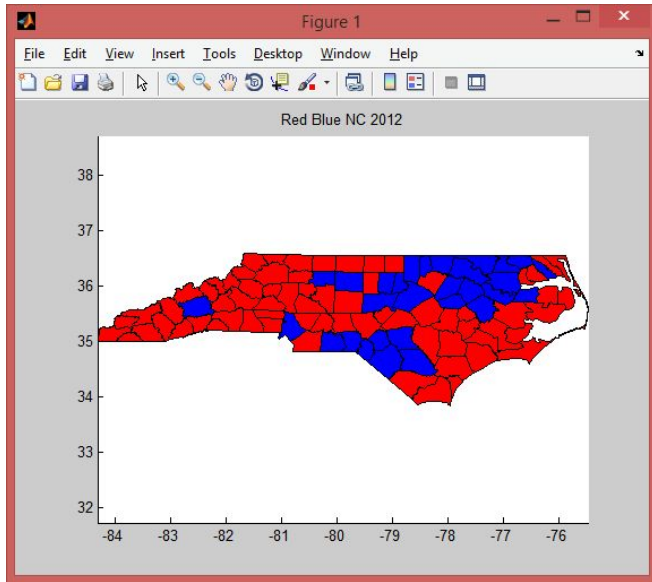 Figure 1
File Edit View Insert Tools Desktop Window Help
Red Blue NC 2012
38
37
36
35
34
33
32
-84 -83 -82 -81 -80 -79 -78 -77 -76